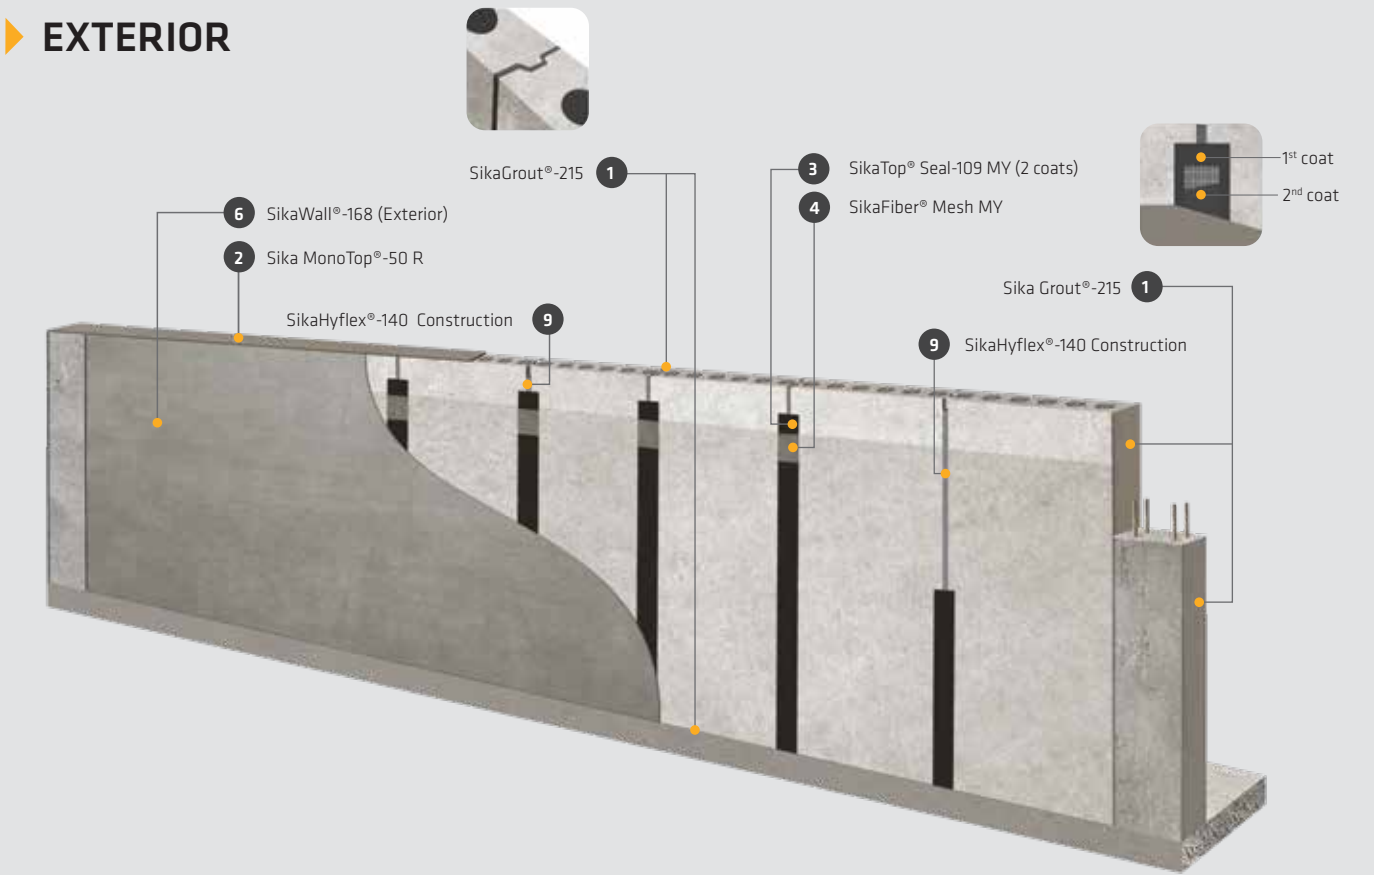 EXTERIOR
SikaGrout®-215 1
3 SikaTop® Seal-109 MY (2 coats)
1st coat
4 SikaFiber® Mesh MY
2nd coat
6 SikaWall®-168 (Exterior)
2 Sika MonoTop®-50 R
Sika Grout®-215 1
SikaHyflex®-140 Construction 9
9 SikaHyflex®-140 Construction